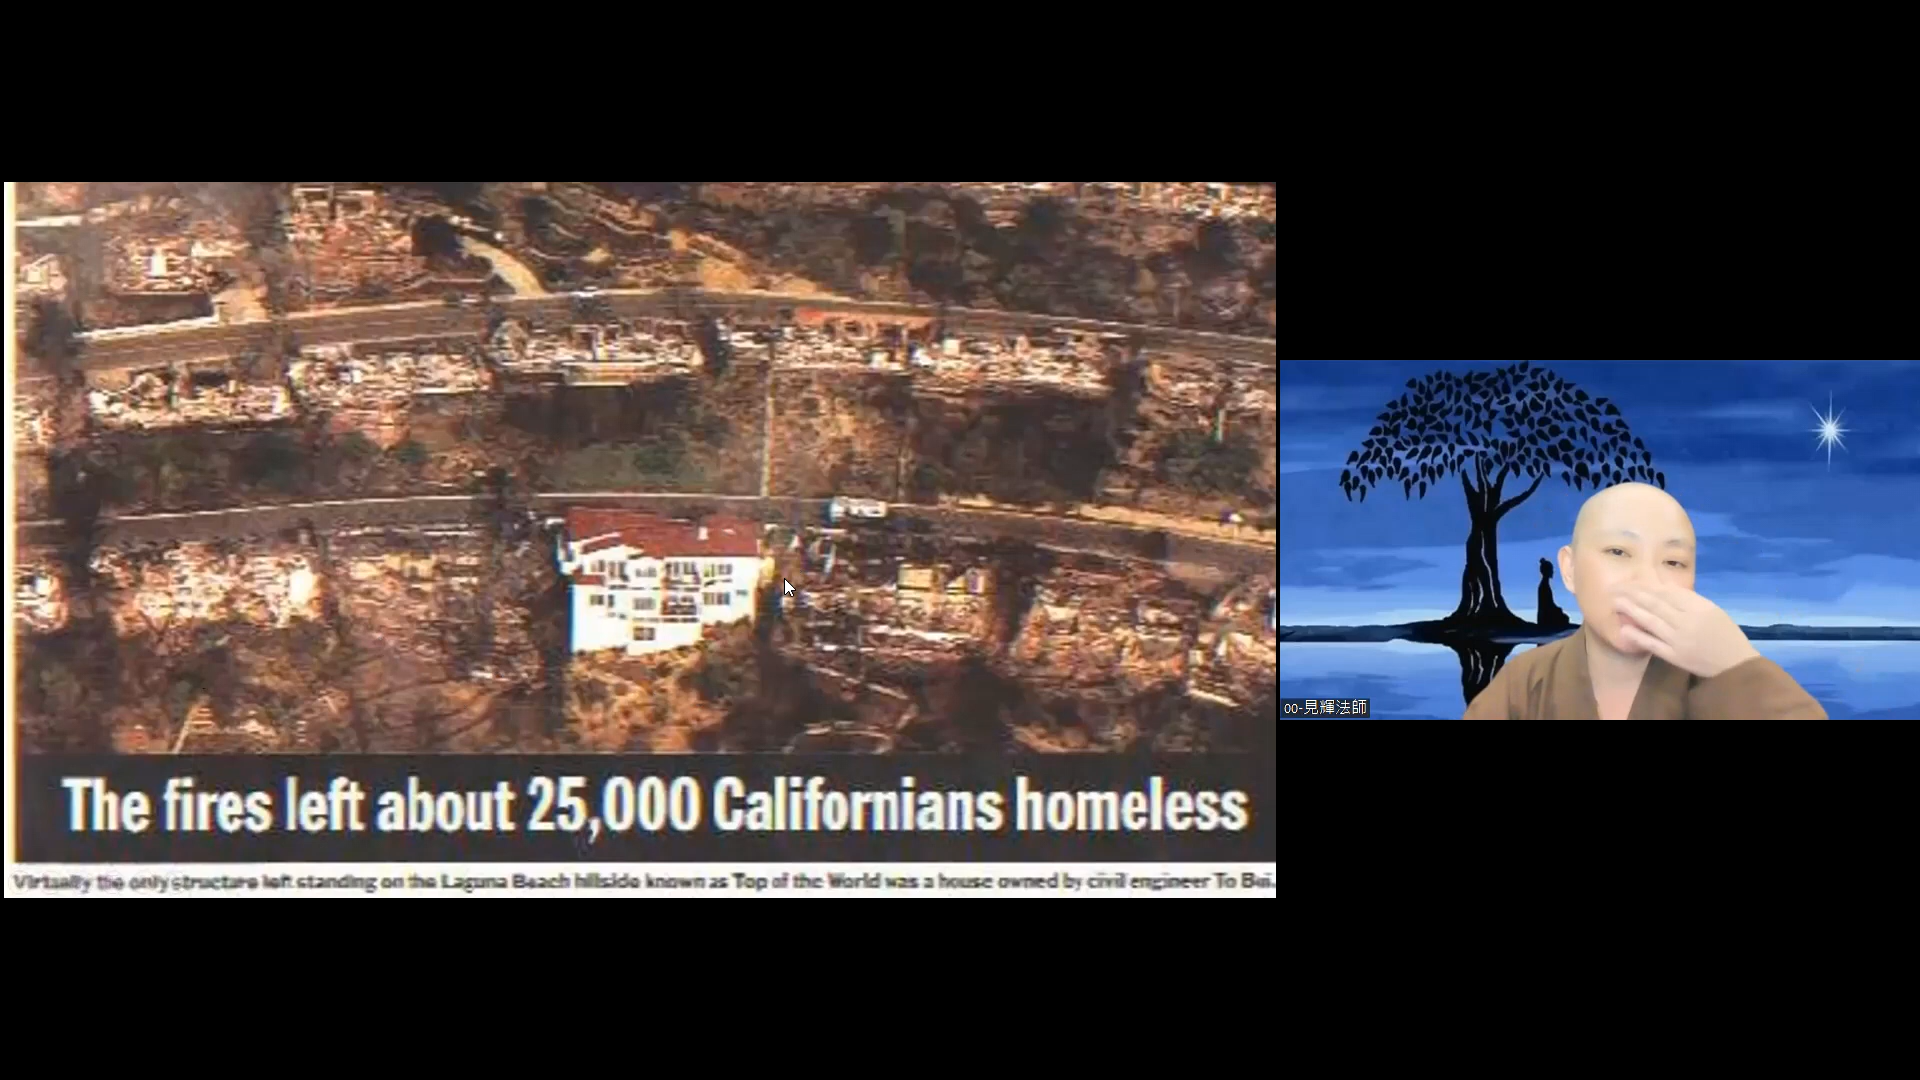 The fires left about 25,000 Californians homeless
Virtually the only structure left standing on the Laguna Beach hillside known as Top of the World was a house owned by civil engineer To Bui.
00-見輝法師